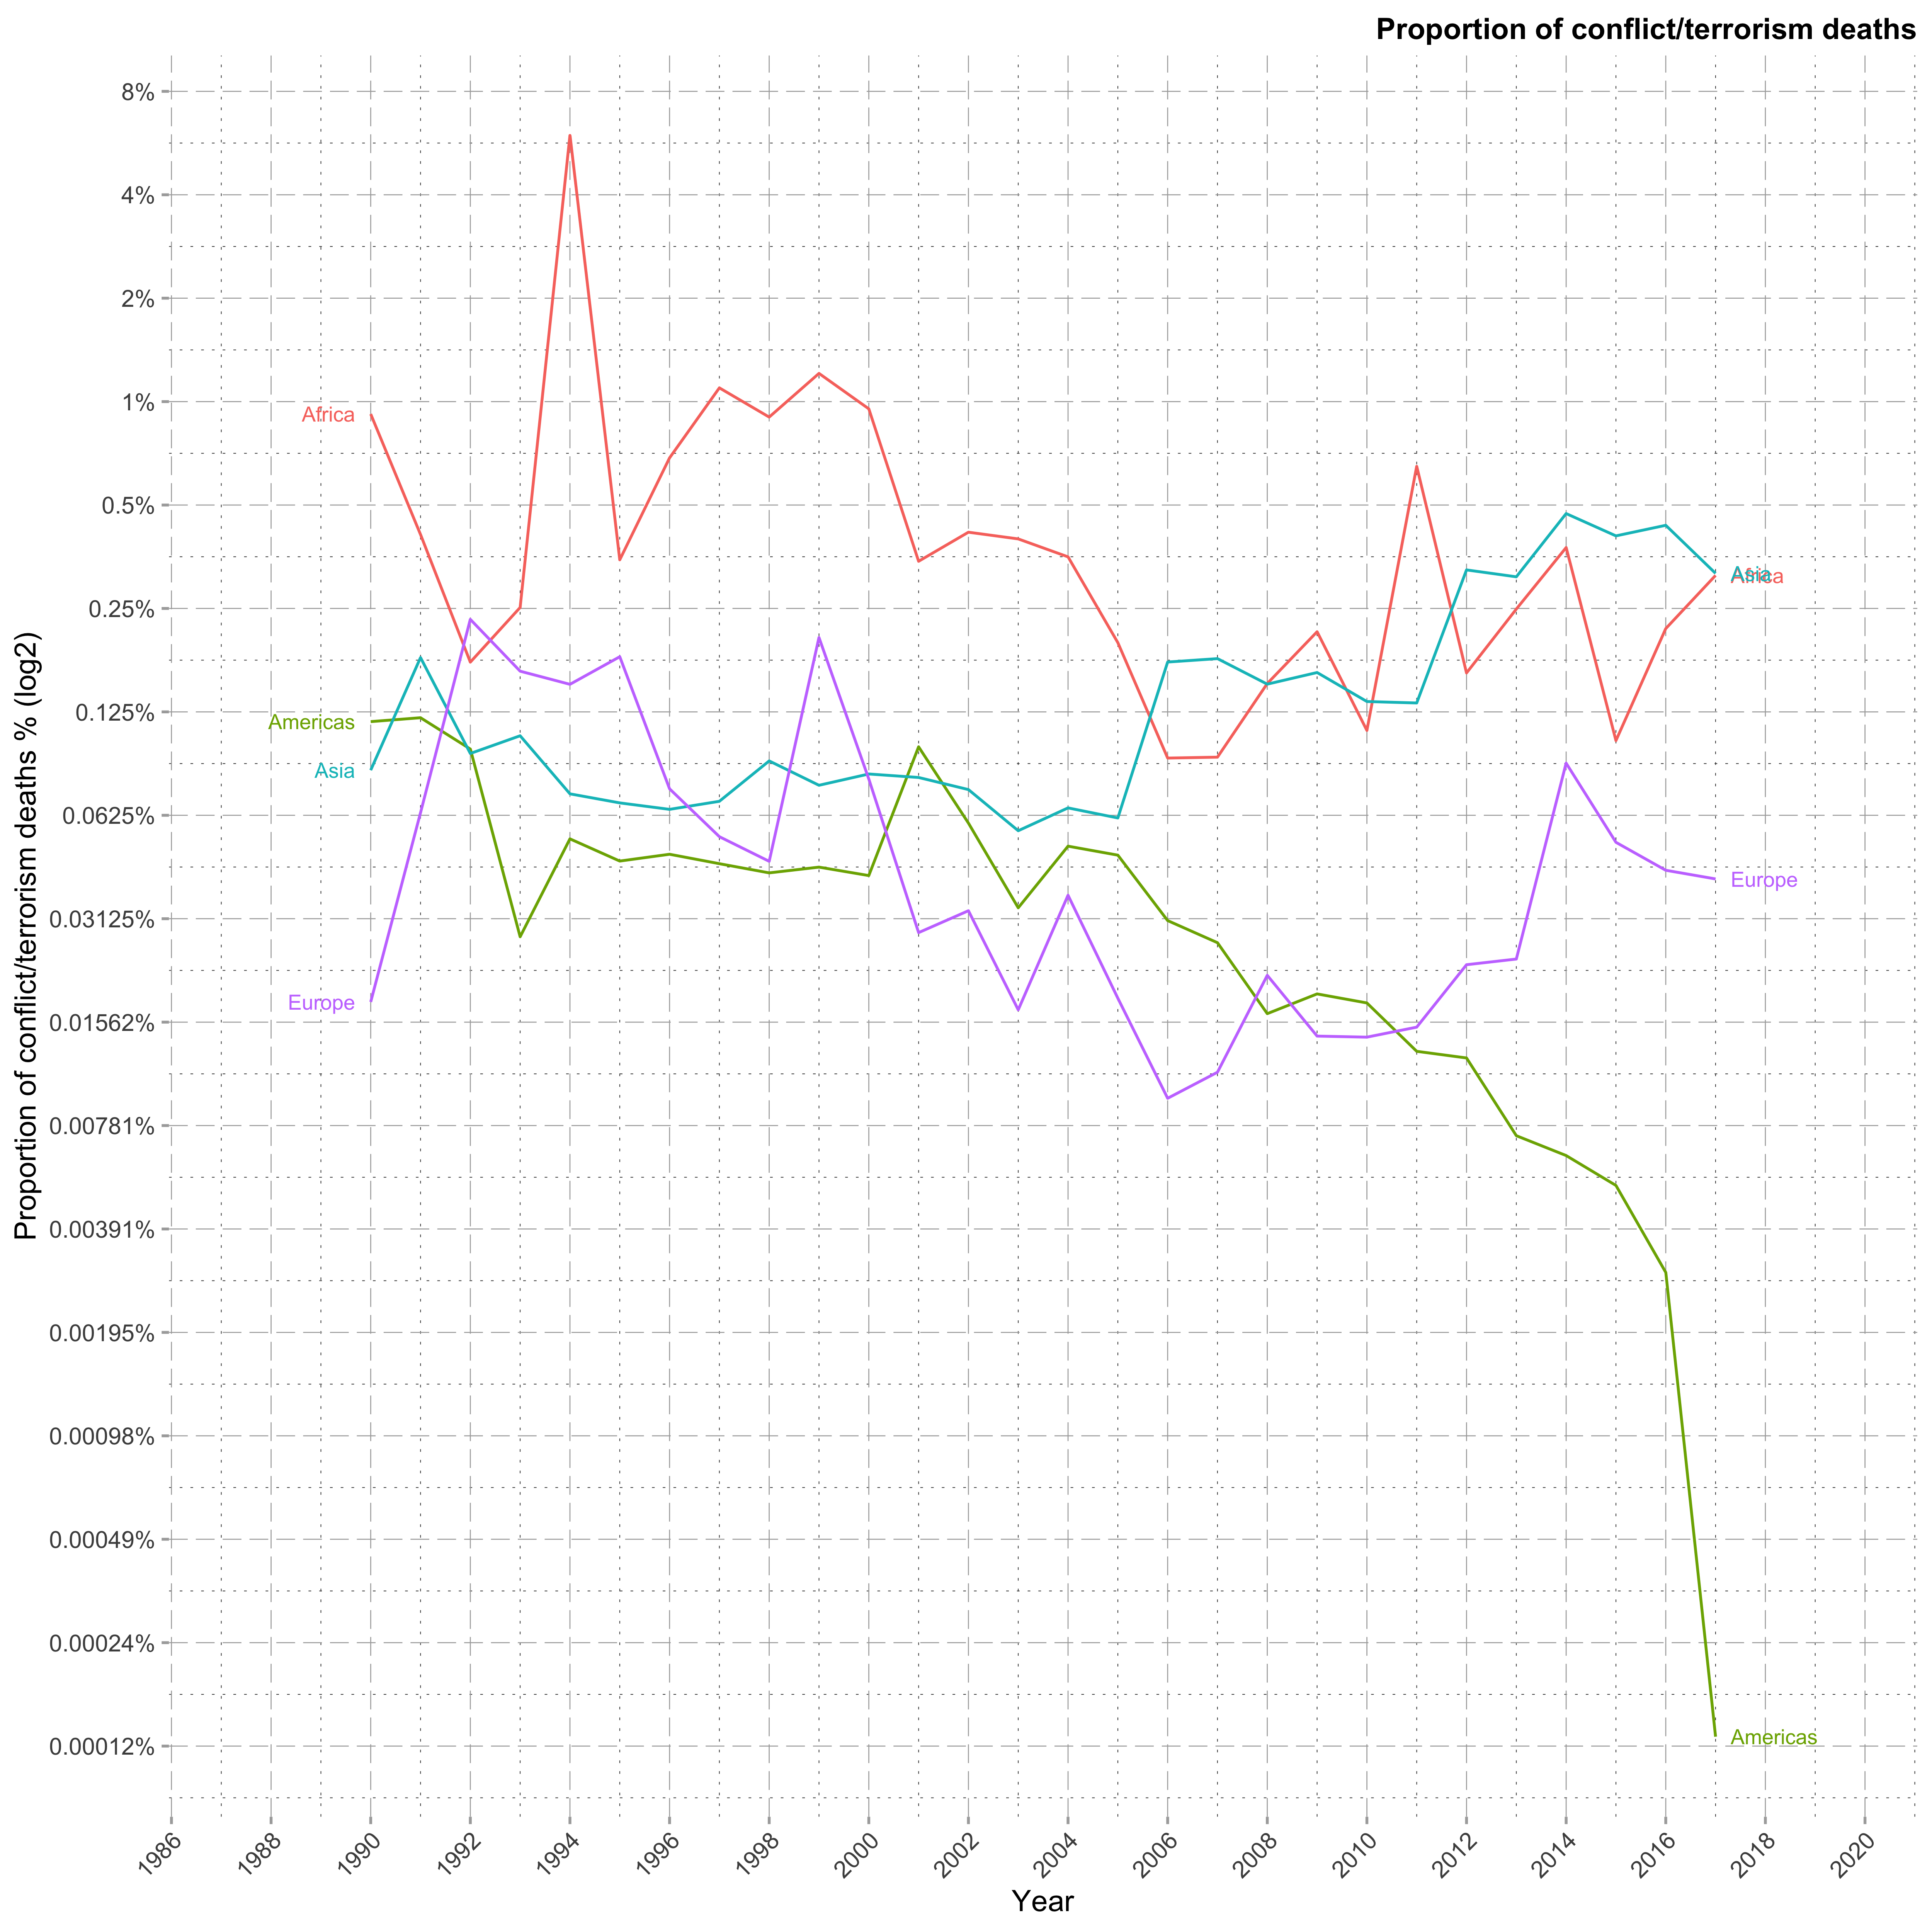 Proportion of conflict/terrorism deaths
Proportion of conflict/terrorism deaths % (log2)
8%
4%
2%
1%
0.5%
0.25%
0.125%
0.0625%
0.03125%
0.01562%
0.00781%
0.00391%
0.00195%
0.00098%
0.00049%
0.00024%
0.00012%
Africa
Americas
Asia
Europe
Asia
Africa
Europe
Americas
1986 1988 1990 1992 1994 1996 1998 2000 2002 2004 2006 2008 2010 2012 2014 2016 2018 2020
Year